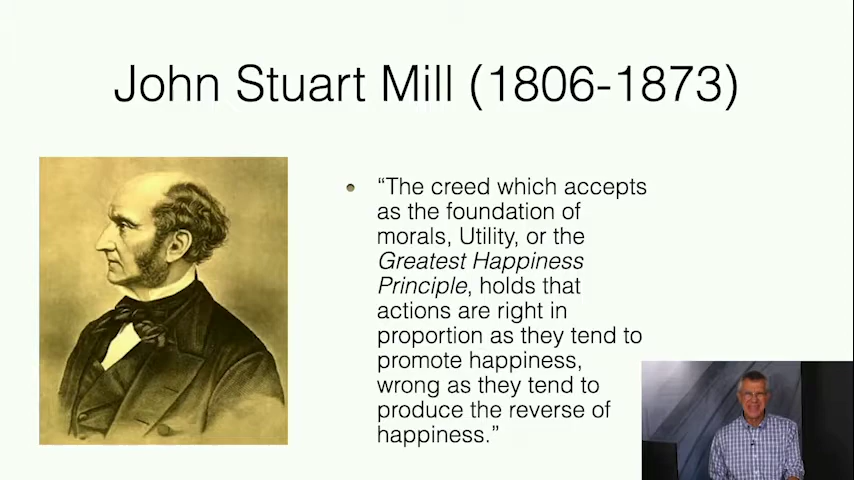 John Stuart Mill (1806-1873)
• “The creed which accepts
as the foundation of
morals, Utility, or the
Greatest Happiness
Principle, holds that
actions are right in
proportion as they tend to
promote happiness,
wrong as they tend to
produce the reverse of
happiness.”